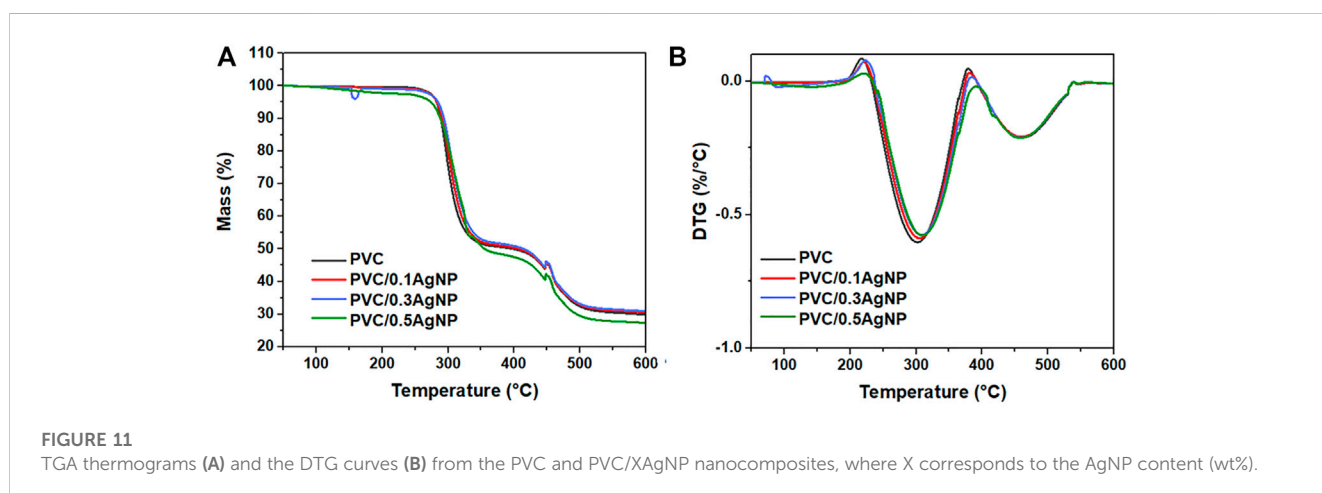 A
110
100
90
80
70
60
50
40
30
20
Mass (%)
PVC
PVC/0.1AgNP
PVC/0.3AgNP
PVC/0.5AgNP
100 200 300 400 500 600
Temperature (°C)
B
0.0
-0.5
-1.0
DTG (%/°C)
PVC
PVC/0.1AgNP
PVC/0.3AgNP
PVC/0.5AgNP
100 200 300 400 500 600
Temperature (°C)
FIGURE 11
TGA thermograms (A) and the DTG curves (B) from the PVC and PVC/XAgNP nanocomposites, where X corresponds to the AgNP content (wt%).